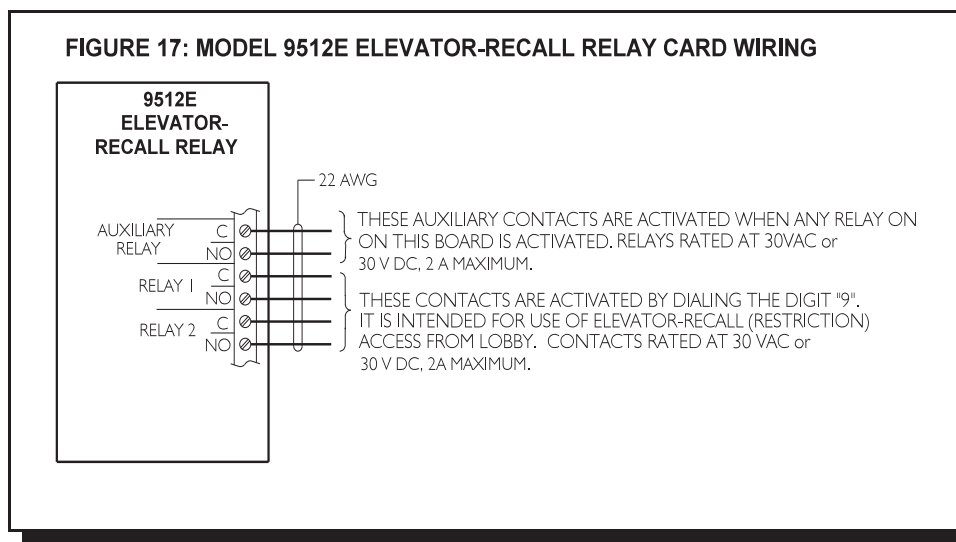 FIGURE 17: MODEL 9512E ELEVATOR-RECALL RELAY CARD WIRING
9512E
ELEVATOR-
RECALL RELAY
22 AWG
AUXILIARY
RELAY
C
NO
THESE AUXILIARY CONTACTS ARE ACTIVATED WHEN ANY RELAY ON
ON THIS BOARD IS ACTIVATED. RELAYS RATED AT 30VAC or
30 V DC, 2 A MAXIMUM.
RELAY 1
C
NO
RELAY 2
C
NO
THESE CONTACTS ARE ACTIVATED BY DIALING THE DIGIT "9".
IT IS INTENDED FOR USE OF ELEVATOR-RECALL (RESTRICTION)
ACCESS FROM LOBBY. CONTACTS RATED AT 30 VAC or
30 V DC, 2A MAXIMUM.